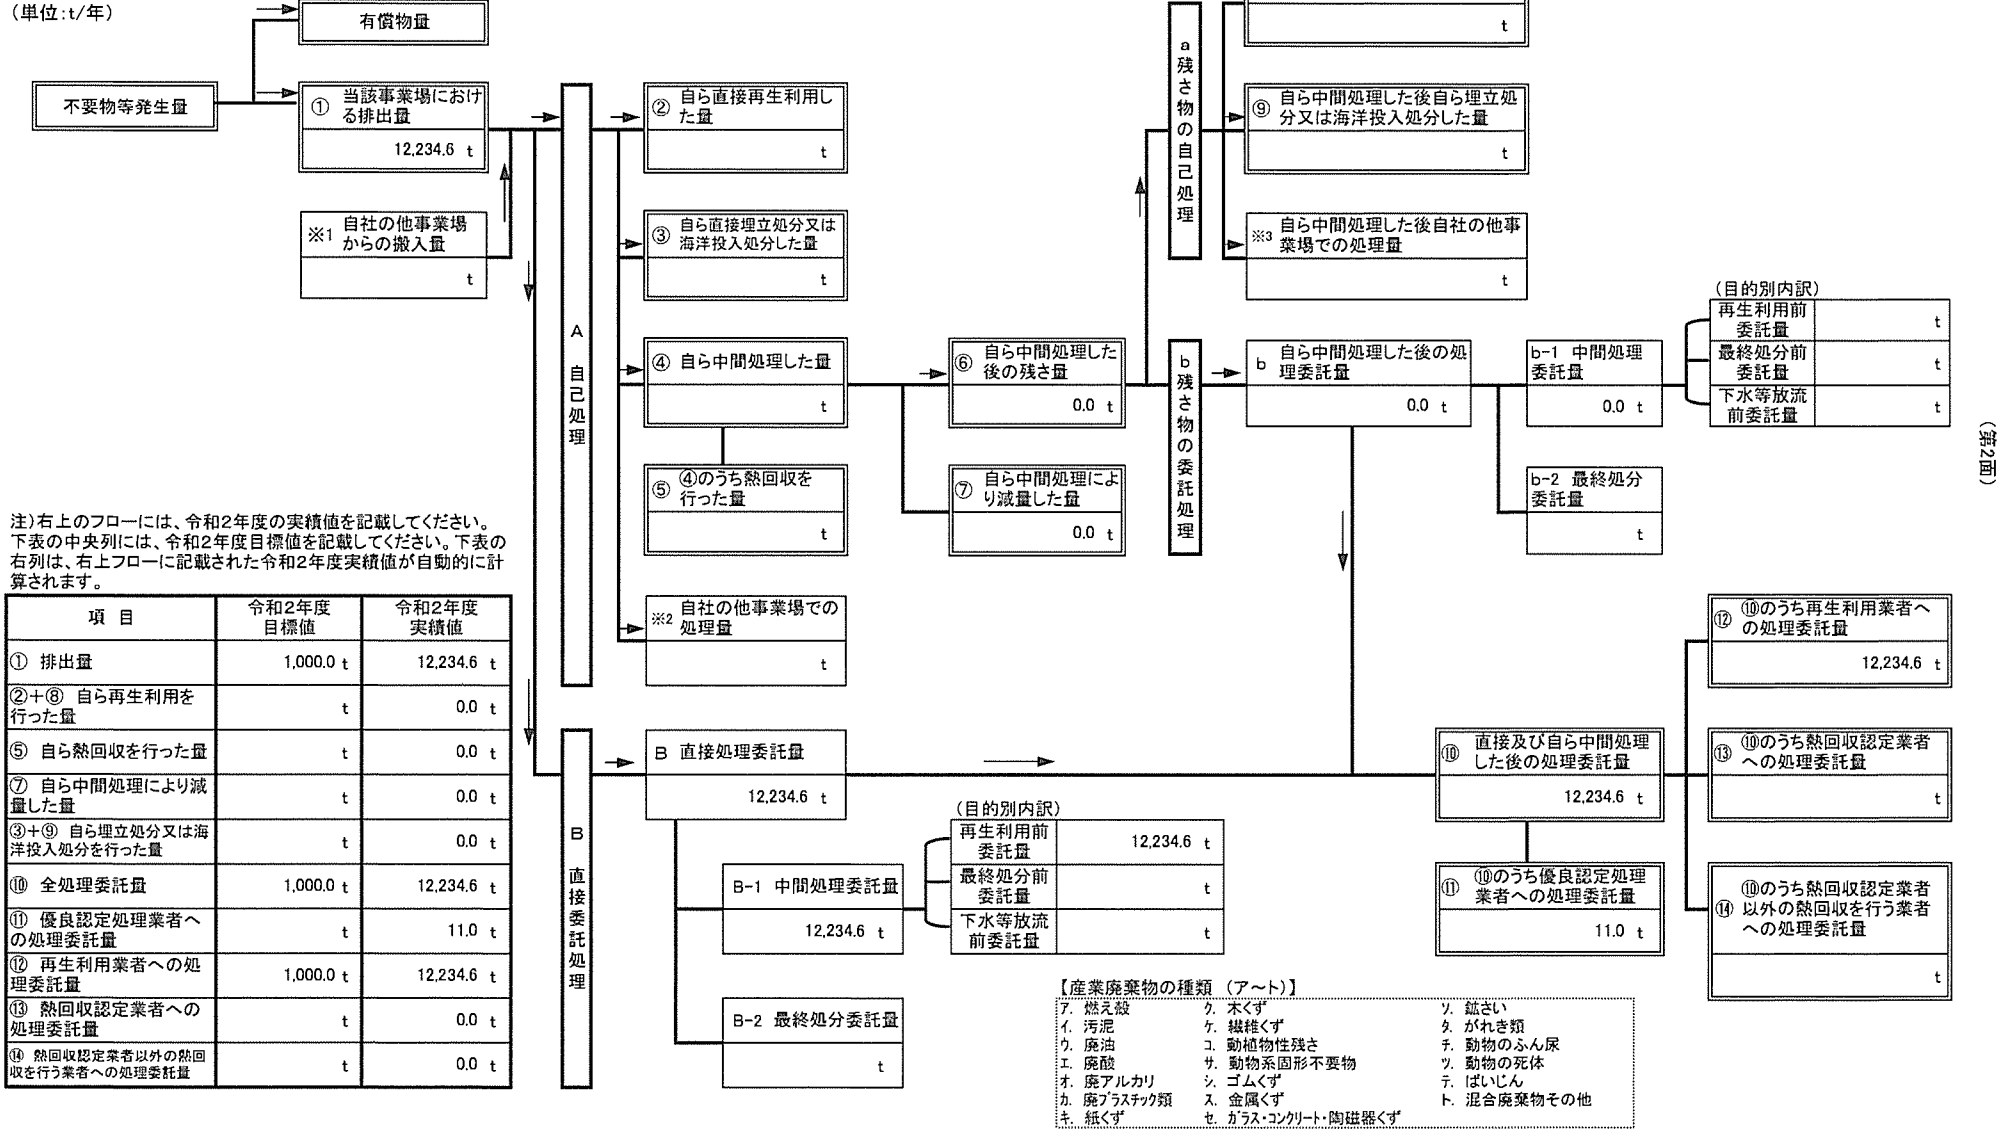 (単位:t/年)
有償物量
不要物等発生量
① 当該事業場におけ
る排出量
12,234.6 t
※1 自社の他事業場
からの搬入量
t
A 自己処理
② 自ら直接再生利用し
た量
t
③ 自ら直接埋立処分又は
海洋投入処分した量
t
④ 自ら中間処理した量
t
⑤ ④のうち熱回収を
行った量
t
※2 自社の他事業場での
処理量
t
⑥ 自ら中間処理した
後の残さ量
0.0 t
⑦ 自ら中間処理によ
り減量した量
0.0 t
a残さ物の自己処理
t
⑨ 自ら中間処理した後自ら埋立処
分又は海洋投入処分した量
t
※3 自ら中間処理した後自社の他事
業場での処理量
t
b残さ物の委託処理
b 自ら中間処理した後の処
理委託量
0.0 t
b-1 中間処理
委託量
0.0 t
b-2 最終処分
委託量
t
(目的別内訳)
再生利用前
委託量 t
最終処分前
委託量 t
下水等放流
前委託量 t
(第2面)
注)右上のフローには、令和2年度の実績値を記載してください。
下表の中央列には、令和2年度目標値を記載してください。下表の
右列は、右上フローに記載された令和2年度実績値が自動的に計
算されます。
項 目 令和2年度 目標値 令和2年度 実績値
① 排出量 1,000.0 t 12,234.6 t
②+⑧ 自ら再生利用を
行った量 t 0.0 t
⑤ 自ら熱回収を行った量 t 0.0 t
⑦ 自ら中間処理により減
量した量 t 0.0 t
③+⑨ 自ら埋立処分又は海
洋投入処分を行った量 t 0.0 t
⑩ 全処理委託量 1,000.0 t 12,234.6 t
⑪ 優良認定処理業者へ
の処理委託量 t 11.0 t
⑫ 再生利用業者への処
理委託量 1,000.0 t 12,234.6 t
⑬ 熱回収認定業者への
処理委託量 t 0.0 t
⑭ 熱回収認定業者以外の熱回
収を行う業者への処理委託量 t 0.0 t
B 直接委託処理
B 直接処理委託量
12,234.6 t
B-1 中間処理委託量
12,234.6 t
B-2 最終処分委託量
t
(目的別内訳)
再生利用前
委託量 12,234.6 t
最終処分前
委託量 t
下水等放流
前委託量 t
⑩ 直接及び自ら中間処理
した後の処理委託量
12,234.6 t
⑪ ⑩のうち優良認定処理
業者への処理委託量
11.0 t
⑫ ⑩のうち再生利用業者へ
の処理委託量
12,234.6 t
⑬ ⑩のうち熱回収認定業者
への処理委託量
t
⑭ ⑩のうち熱回収認定業者
以外の熱回収を行う業者
への処理委託量
t
【産業廃棄物の種類 (ア〜ト)】
ア. 燃え殻 ク. 木くず ソ. 鉱さい
イ. 汚泥 ケ. 繊維くず タ. がれき類
ウ. 廃油 コ. 動植物性残さ チ. 動物のふん尿
エ. 廃酸 サ. 動物系固形不要物 ツ. 動物の死体
オ. 廃アルカリ シ. ゴムくず テ. ばいじん
カ. 廃プラスチック類 ス. 金属くず ト. 混合廃棄物その他
キ. 紙くず セ. ガラス・コンクリート・陶磁器くず